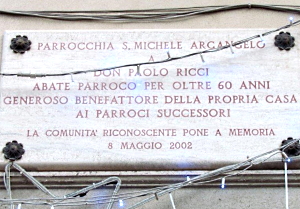 PARROCCHIA S. MICHELE ARCANGELO
A
DON PAOLO RICCI
ABATE PARROCO PER OLTRE 60 ANNI
GENEROSO BENEFATTORE DELLA PROPRIA CASA
AI PARROCI SUCCESSORI
LA COMUNITA' RICONOSCENTE PONE A MEMORIA
8 MAGGIO 2002